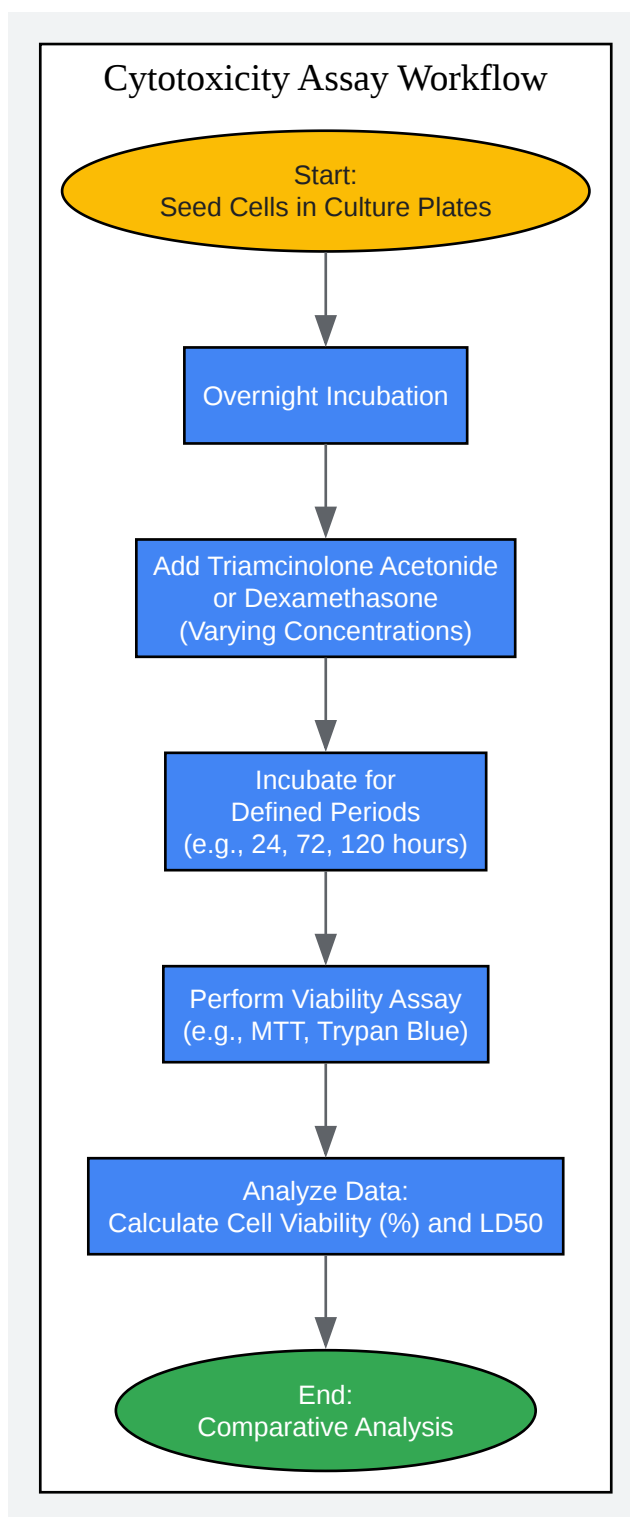 Cytotoxicity Assay Workflow
Start:
Seed Cells in Culture Plates
Overnight Incubation
Add Triamcinolone Acetonide
or Dexamethasone
(Varying Concentrations)
Incubate for
Defined Periods
(e.g., 24, 72, 120 hours)
Perform Viability Assay
(e.g., MTT, Trypan Blue)
Analyze Data:
Calculate Cell Viability (%) and LD50
End:
Comparative Analysis